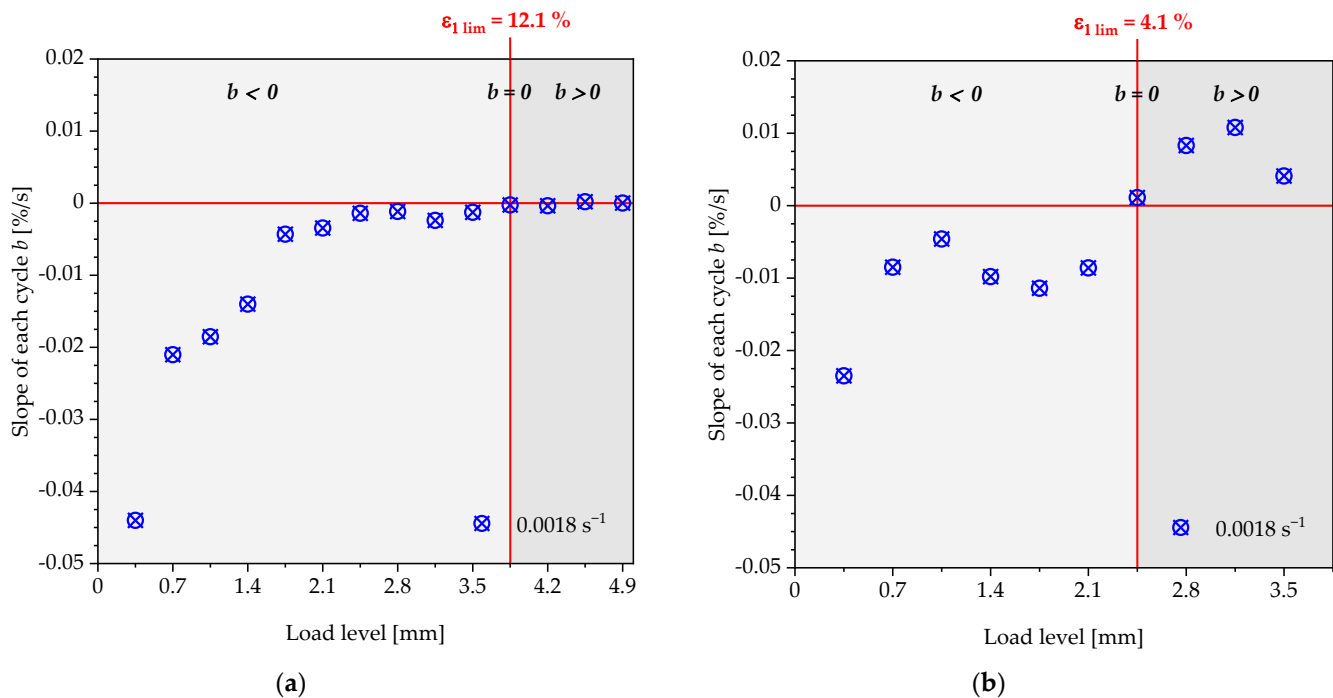 ε1 lim = 12.1 %
b < 0
b = 0
b > 0
0.02
0.01
0
-0.01
-0.02
-0.03
-0.04
-0.05
Slope of each cycle b [%/s]
0.0018 s⁻¹
0
0.7
1.4
2.1
2.8
3.5
4.2
4.9
Load level [mm]
(a)
ε1 lim = 4.1 %
b < 0
b = 0
b > 0
0.02
0.01
0
-0.01
-0.02
-0.03
-0.04
-0.05
Slope of each cycle b [%/s]
0.0018 s⁻¹
0
0.7
1.4
2.1
2.8
3.5
Load level [mm]
(b)